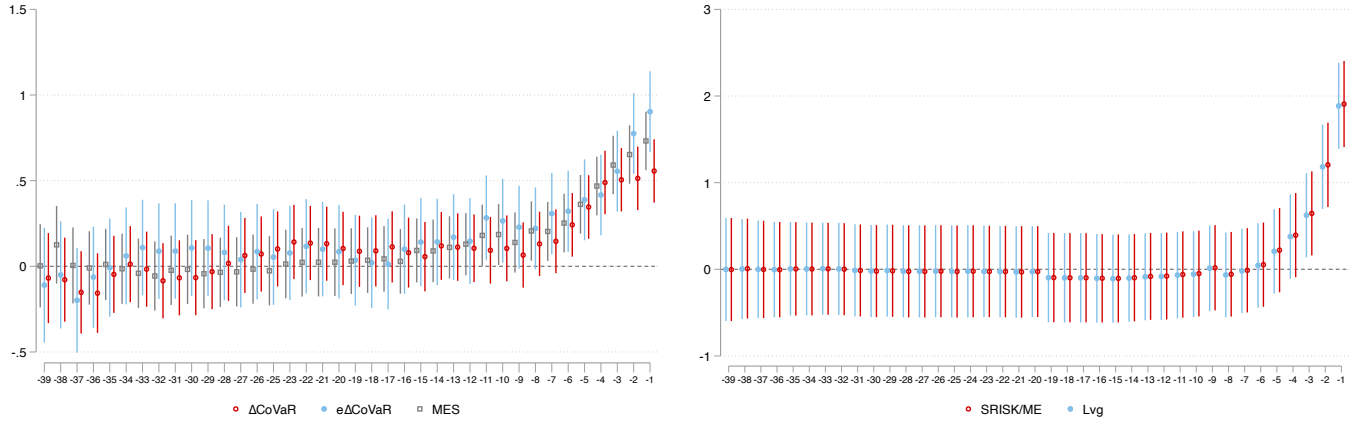 1.5
1
.5
0
-.5
-39 -38 -37 -36 -35 -34 -33 -32 -31 -30 -29 -28 -27 -26 -25 -23 -22 -21 -20 -19 -18 -17 -16 -15 -14 -13 -12 -11 -10 -9 -8 -7 -6 -5 -4 -3 -2 -1
ΔCoVaR eΔCoVaR MES
3
2
1
0
-1
-39 -38 -37 -36 -35 -34 -33 -32 -31 -30 -29 -28 -27 -26 -25 -24 -23 -22 -21 -20 -19 -18 -17 -16 -15 -14 -13 -12 -11 -10 -9 -8 -7 -6 -5 -4 -3 -2 -1
SRISK/ME Lvg